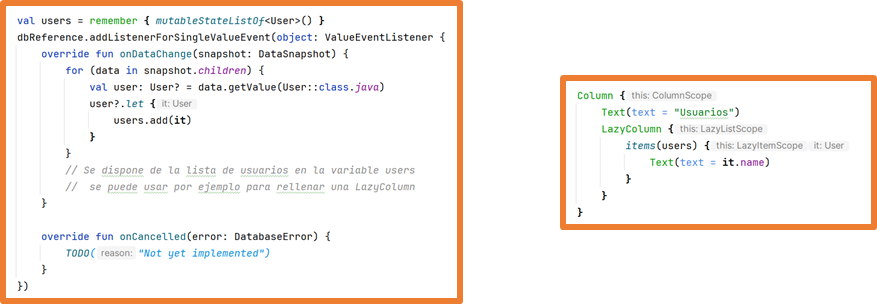 val users = remember { mutableStateListOf<User>() }
dbReference.addListenerForSingleValueEvent(object: ValueEventListener {
    override fun onDataChange(snapshot: DataSnapshot) {
        for (data in snapshot.children) {
            val user: User? = data.getValue(User::class.java)
            user?.let { it: User
                users.add(it)
            }
        }
        // Se dispone de la lista de usuarios en la variable users
        //  se puede usar por ejemplo para rellenar una LazyColumn
    }

    override fun onCancelled(error: DatabaseError) {
        TODO( reason: "Not yet implemented")
    }
})
Column { this: ColumnScope
    Text(text = "Usuarios")
    LazyColumn { this: LazyListScope
        items(users) { this: LazyItemScope it: User
            Text(text = it.name)
        }
    }
}